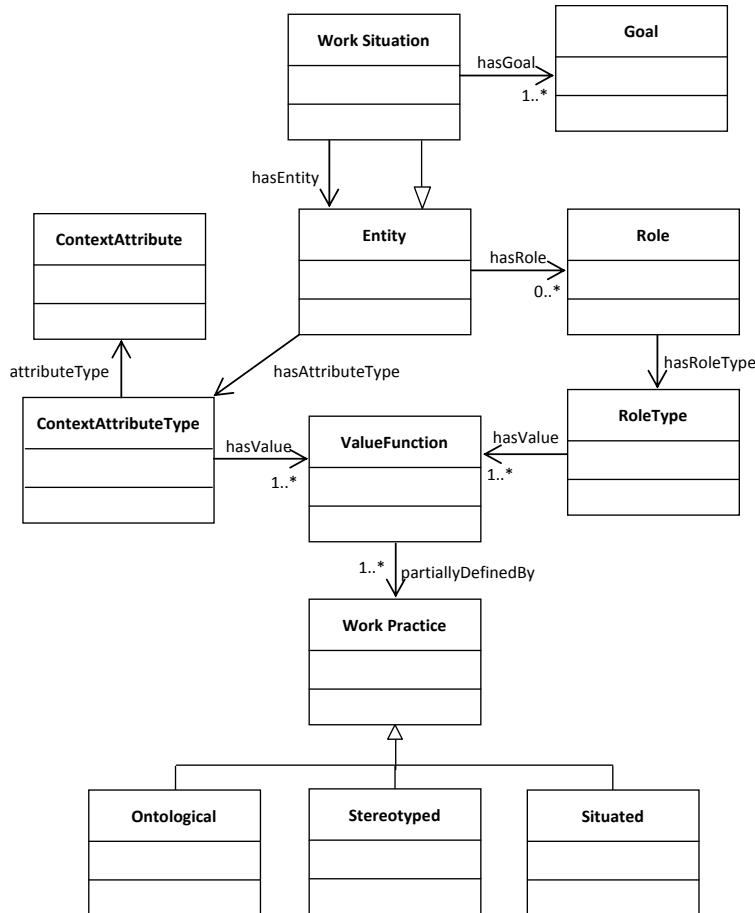 Work Situation
Goal
hasGoal
1..*
hasEntity
ContextAttribute
Entity
Role
hasRole
0..*
attributeType
hasAttributeType
hasRoleType
ContextAttributeType
ValueFunction
RoleType
hasValue
hasValue
1..*
1..*
1..*
partiallyDefinedBy
Work Practice
Ontological
Stereotyped
Situated